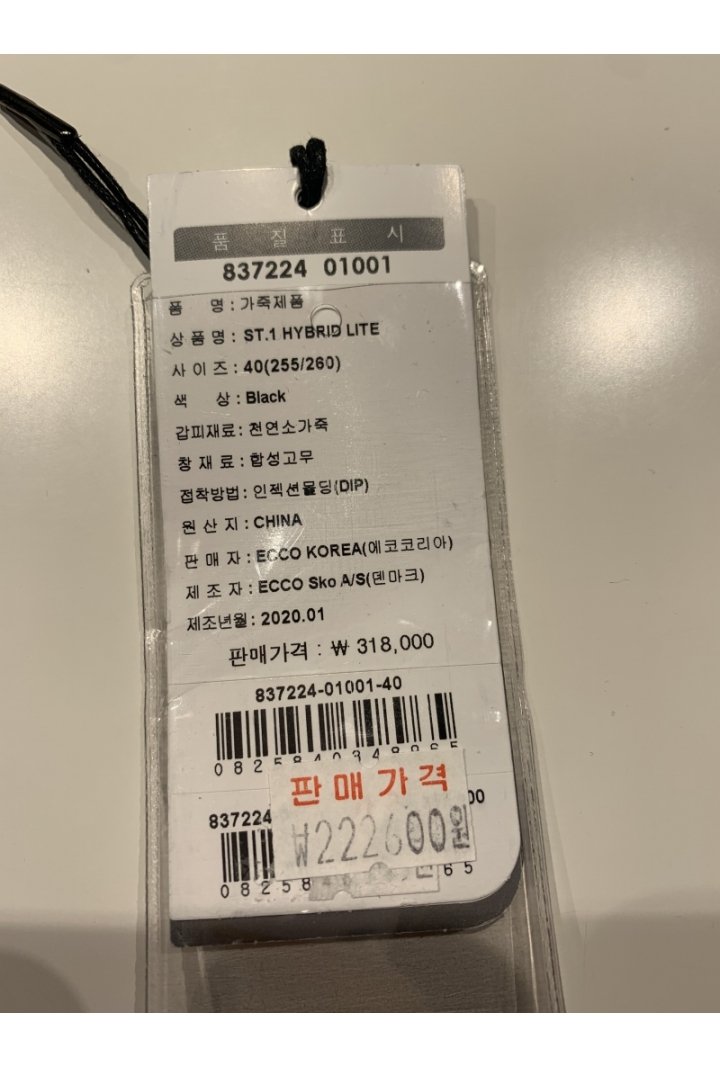 품 질 표 시
837224 01001
품 명 : 가죽제품
상 품 명 : ST.1 HYBRID LITE
사 이 즈 : 40(255/260)
색 상 : Black
갑피재료 : 천연소가죽
창 재 료 : 합성고무
접착방법 : 인젝션몰딩(DIP)
원 산 지 : CHINA
판 매 자 : ECCO KOREA(에코코리아)
제 조 자 : ECCO Sko A/S(덴마크)
제조년월 : 2020.01
판매가격 : ₩ 318,000
837224-01001-40
0825840348965
판매가격
837224
00
₩222600원
08258
65